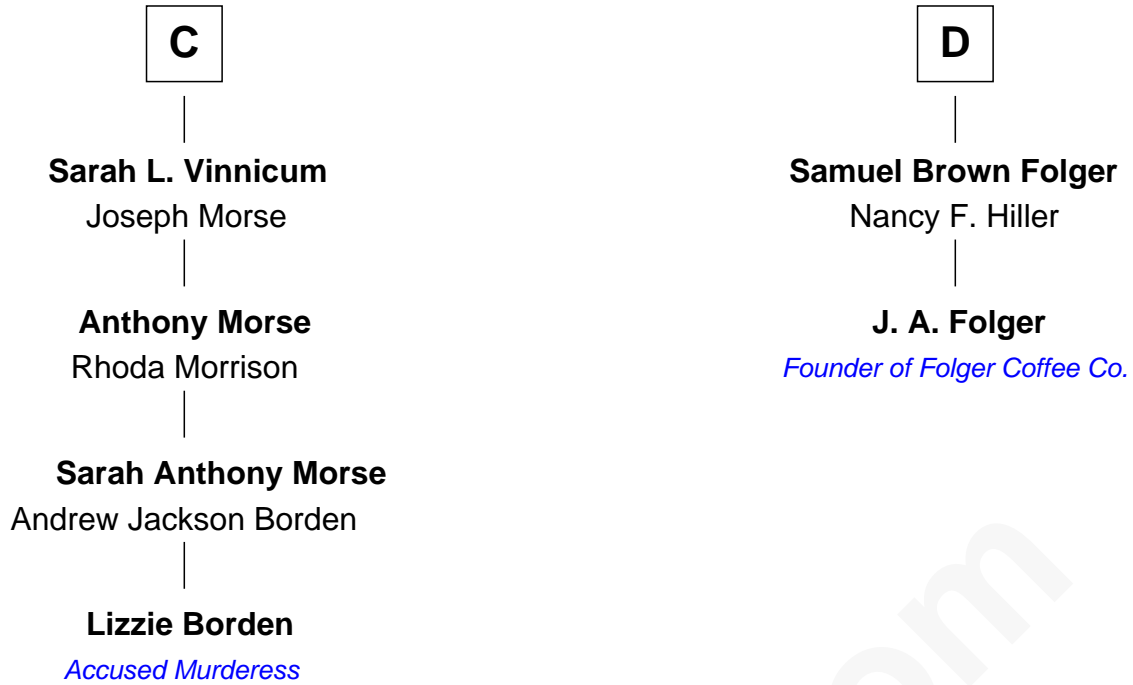 C
Sarah L. Vinnicum
Joseph Morse
Anthony Morse
Rhoda Morrison
Sarah Anthony Morse
Andrew Jackson Borden
Lizzie Borden
Accused Murderess
D
Samuel Brown Folger
Nancy F. Hiller
J. A. Folger
Founder of Folger Coffee Co.
om